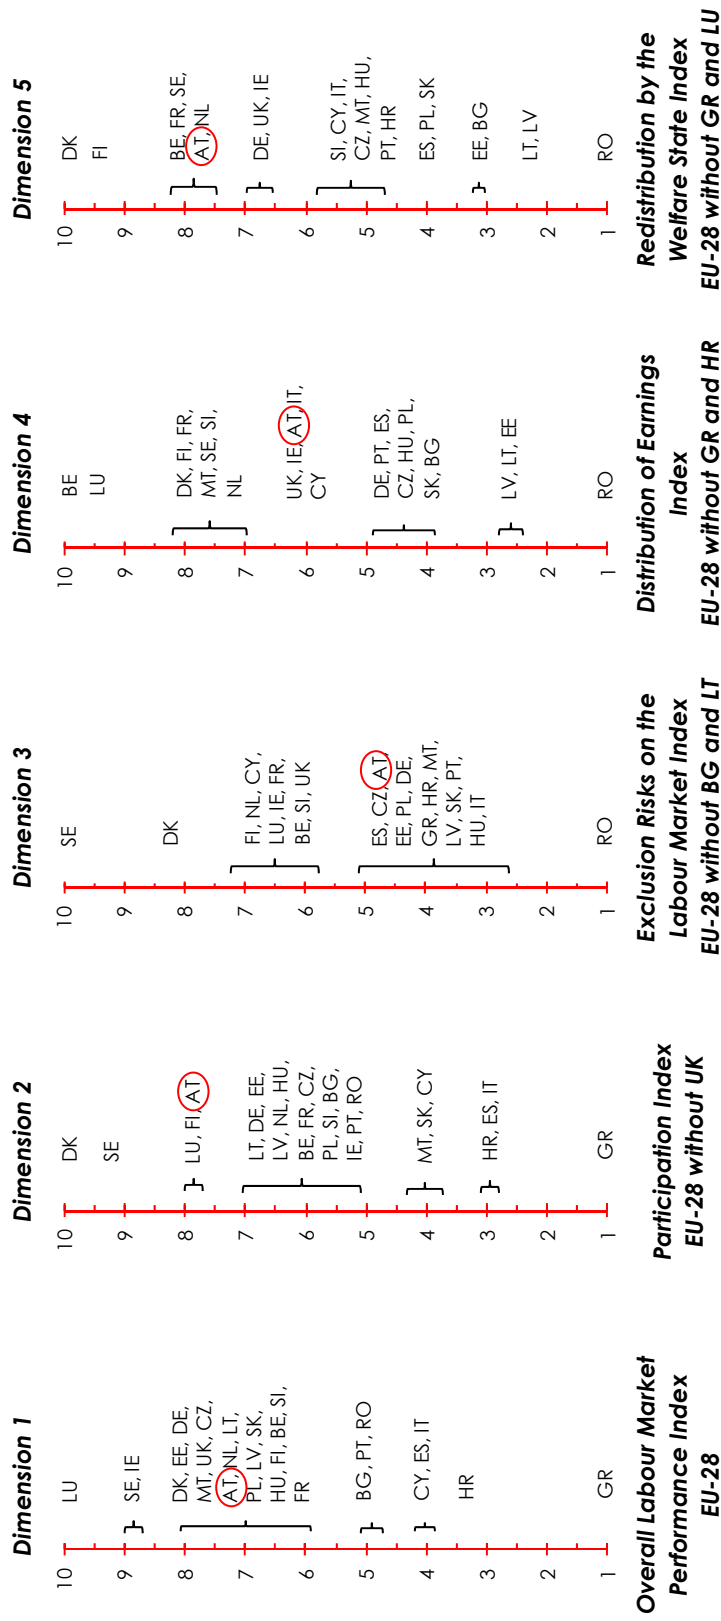 Dimension 1
10
9
8
7
6
5
4
3
2
1
LU
SE, IE
DK, EE, DE,
MT, UK, CZ,
AT, NL, LT,
PL, LV, SK,
HU, FI, BE, SI,
FR
BG, PT, RO
CY, ES, IT
HR
GR
Overall Labour Market
Performance Index
EU-28
Dimension 2
10
9
8
7
6
5
4
3
2
1
DK
SE
LU, FI, AT
LT, DE, EE,
LV, NL, HU,
BE, FR, CZ,
PL, SI, BG,
IE, PT, RO
MT, SK, CY
HR, ES, IT
GR
Participation Index
EU-28 without UK
Dimension 3
10
9
8
7
6
5
4
3
2
1
SE
DK
FI, NL, CY,
LU, IE, FR,
BE, SI, UK
ES, CZ, AT,
EE, PL, DE,
GR, HR, MT,
LV, SK, PT,
HU, IT
RO
Exclusion Risks on the
Labour Market Index
EU-28 without BG and LT
Dimension 4
10
9
8
7
6
5
4
3
2
1
BE
LU
DK, FI, FR,
MT, SE, SI,
NL
UK, IE, AT, IT,
CY
DE, PT, ES,
CZ, HU, PL,
SK, BG
LV, LT, EE
RO
Distribution of Earnings
Index
EU-28 without GR and HR
Dimension 5
10
9
8
7
6
5
4
3
2
1
DK
FI
BE, FR, SE,
AT, NL
DE, UK, IE
SI, CY, IT,
CZ, MT, HU,
PT, HR
ES, PL, SK
EE, BG
LT, LV
RO
Redistribution by the
Welfare State Index
EU-28 without GR and LU